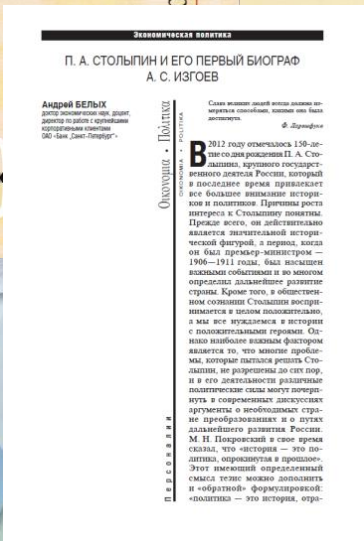 Экономическая политика
П. А. СТОЛЫПИН И ЕГО ПЕРВЫЙ БИОГРАФ
А. С. ИЗГОЕВ
Андрей БЕЛЫХ
доктор экономических наук, доцент,
директор по работе с крупнейшими
корпоративными клиентами
ОАО «Банк „Санкт-Петербург“»
Оικονομια • Πολιτικα
OIKONOMIA • POLITIKA
Персоналии
Слава великих людей всегда должна из-
меряться способами, какими она была
достигнута.
Ф. Ларошфуко
В 2012 году отмечалось 150-ле-
тие со дня рождения П. А. Сто-
лыпина, крупного государст-
венного деятеля России, который
в последнее время привлекает
все большее внимание истори-
ков и политиков. Причины роста
интереса к Столыпину понятны.
Прежде всего, он действительно
является значительной истори-
ческой фигурой, а период, когда
он был премьер-министром —
1906—1911 годы, был насыщен
важными событиями и во многом
определил дальнейшее развитие
страны. Кроме того, в обществен-
ном сознании Столыпин воспри-
нимается в целом положительно,
а мы все нуждаемся в истории
с положительными героями. Од-
нако наиболее важным фактором
является то, что многие пробле-
мы, которые пытался решать Сто-
лыпин, не разрешены до сих пор,
и в его деятельности различные
политические силы могут почерп-
нуть в современных дискуссиях
аргументы о необходимых стра-
не преобразованиях и о путях
дальнейшего развития России.
М. Н. Покровский в свое время
сказал, что «история — это по-
литика, опрокинутая в прошлое».
Этот имеющий определенный
смысл тезис можно дополнить
и «обратной» формулировкой:
«политика — это история, отра-